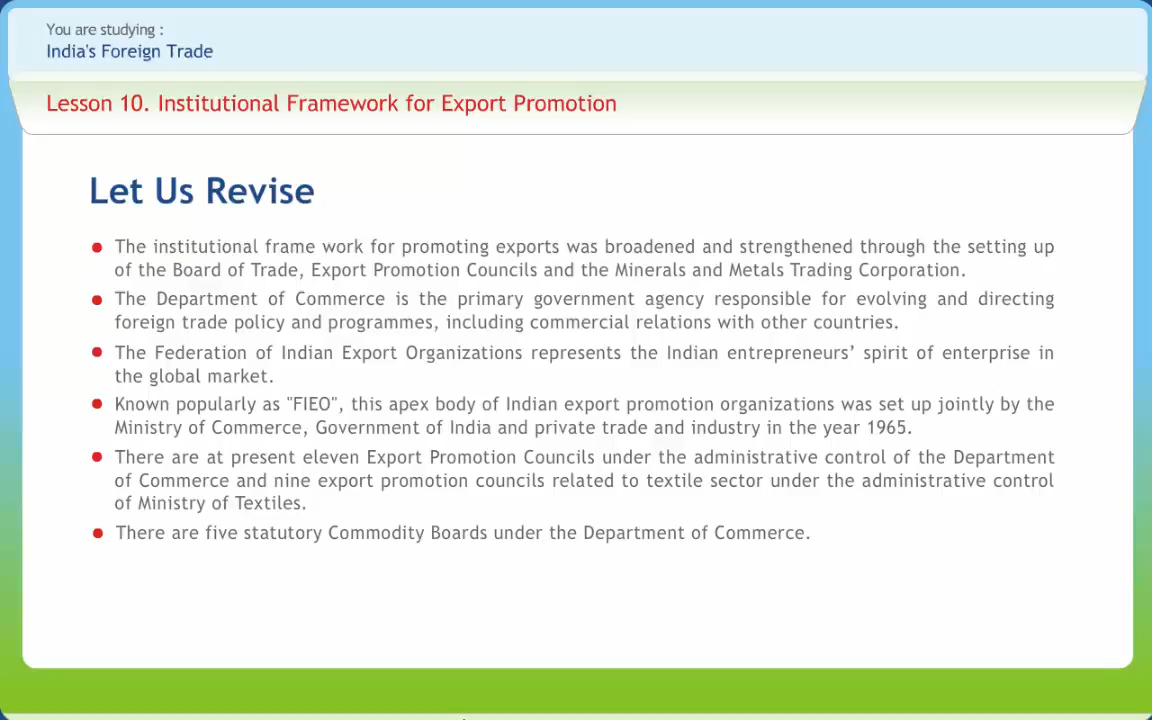 You are studying :
India's Foreign Trade
Lesson 10. Institutional Framework for Export Promotion
Let Us Revise
The institutional frame work for promoting exports was broadened and strengthened through the setting up
of the Board of Trade, Export Promotion Councils and the Minerals and Metals Trading Corporation.
The Department of Commerce is the primary government agency responsible for evolving and directing
foreign trade policy and programmes, including commercial relations with other countries.
The Federation of Indian Export Organizations represents the Indian entrepreneurs’ spirit of enterprise in
the global market.
Known popularly as "FIEO", this apex body of Indian export promotion organizations was set up jointly by the
Ministry of Commerce, Government of India and private trade and industry in the year 1965.
There are at present eleven Export Promotion Councils under the administrative control of the Department
of Commerce and nine export promotion councils related to textile sector under the administrative control
of Ministry of Textiles.
There are five statutory Commodity Boards under the Department of Commerce.